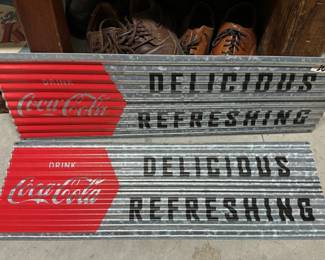 DRINK
Coca-Cola
DELICIOUS
REFRESHING
DRINK
Coca-Cola
DELICIOUS
REFRESHING